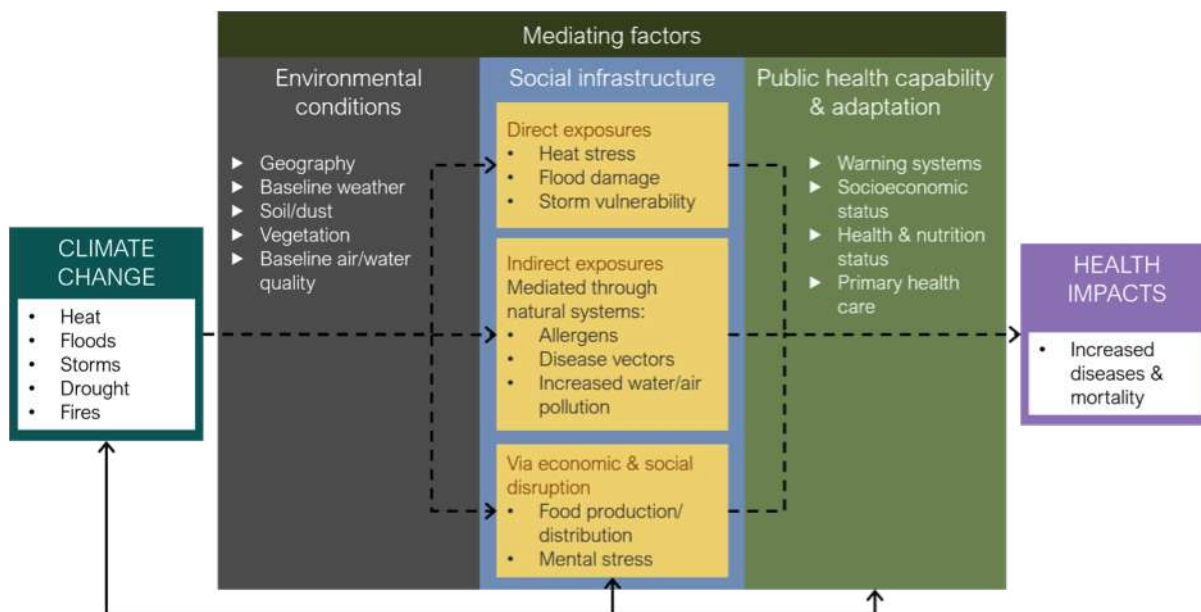 Mediating factors
Environmental
conditions
Geography
Baseline weather
Soil/dust
Vegetation
Baseline air/water
quality
Social infrastructure
Direct exposures
Heat stress
Flood damage
Storm vulnerability
Indirect exposures
Mediated through
natural systems:
Allergens
Disease vectors
Increased water/air
pollution
Via economic & social
disruption
Food production/
distribution
Mental stress
Public health capability
& adaptation
Warning systems
Socioeconomic
status
Health & nutrition
status
Primary health
care
CLIMATE
CHANGE
Heat
Floods
Storms
Drought
Fires
HEALTH
IMPACTS
Increased
diseases &
mortality